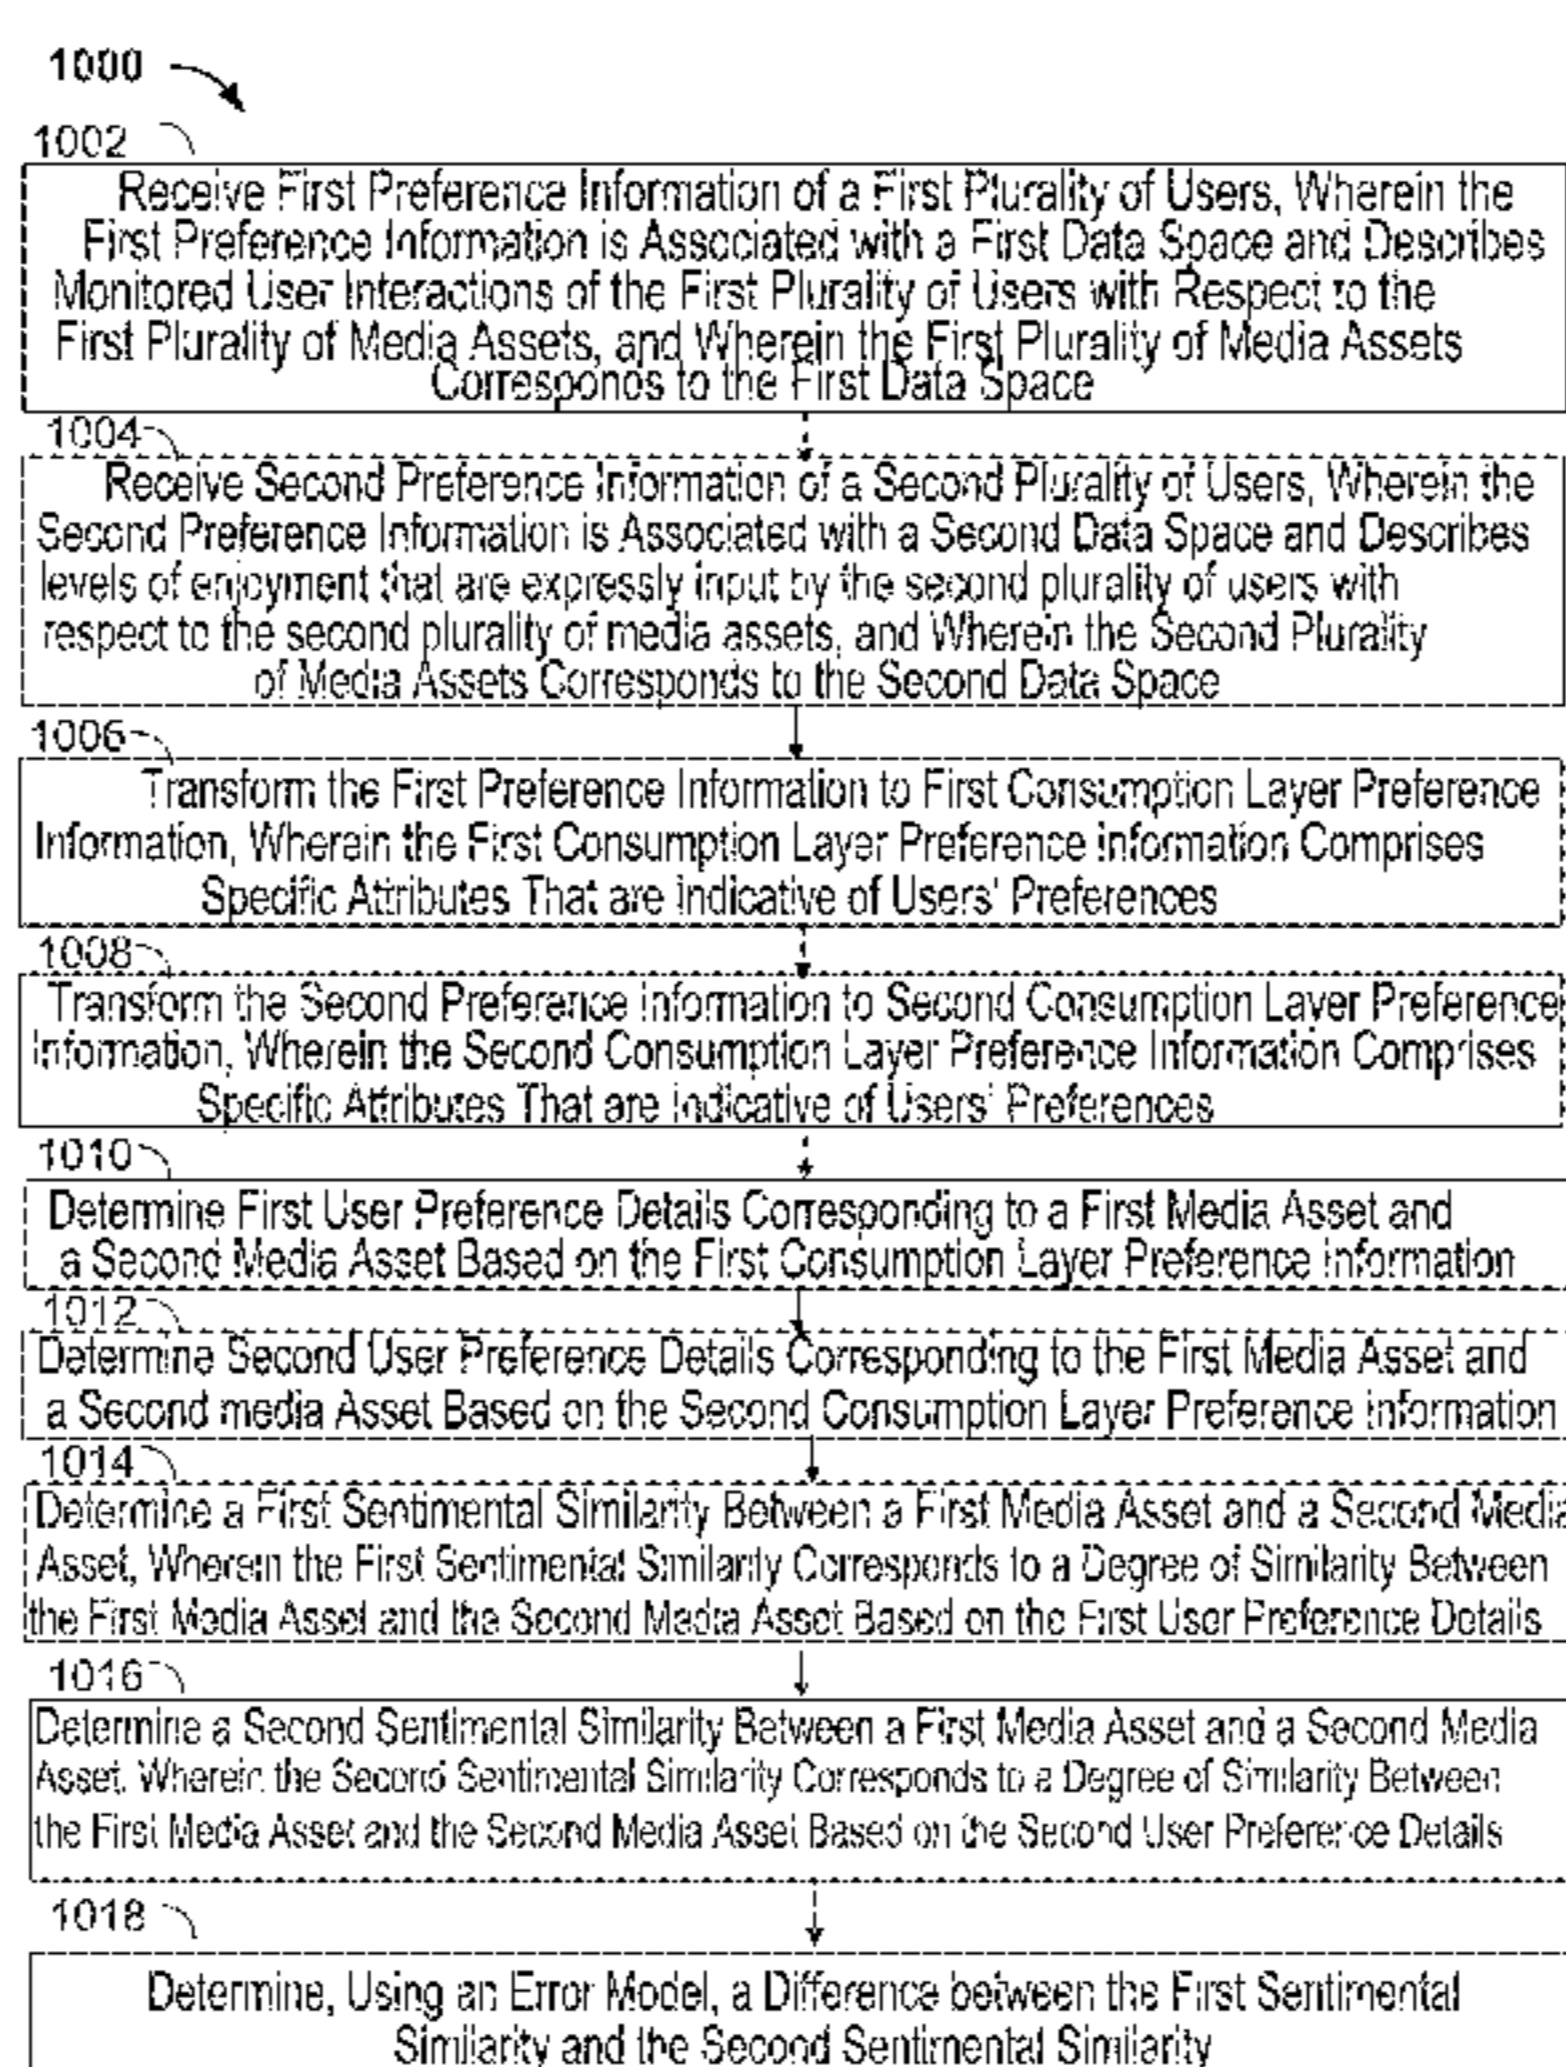 1000
1002
Receive First Preference Information of a First Plurality of Users, Wherein the
First Preference Information is Associated with a First Data Space and Describes
Monitored User Interactions of the First Plurality of Users with Respect to the
First Plurality of Media Assets, and Wherein the First Plurality of Media Assets
Corresponds to the First Data Space
1004
Receive Second Preference Information of a Second Plurality of Users, Wherein the
Second Preference Information is Associated with a Second Data Space and Describes
levels of enjoyment that are expressly input by the second plurality of users with
respect to the second plurality of media assets, and Wherein the Second Plurality
of Media Assets Corresponds to the Second Data Space
1006
Transform the First Preference Information to First Consumption Layer Preference
Information, Wherein the First Consumption Layer Preference Information Comprises
Specific Attributes That are Indicative of Users' Preferences
1008
Transform the Second Preference Information to Second Consumption Layer Preference
Information, Wherein the Second Consumption Layer Preference Information Comprises
Specific Attributes That are Indicative of Users' Preferences
1010
Determine First User Preference Details Corresponding to a First Media Asset and
a Second Media Asset Based on the First Consumption Layer Preference Information
1012
Determine Second User Preference Details Corresponding to the First Media Asset and
a Second media Asset Based on the Second Consumption Layer Preference Information
1014
Determine a First Sentimental Similarity Between a First Media Asset and a Second Media
Asset, Wherein the First Sentimental Similarity Corresponds to a Degree of Similarity Between
the First Media Asset and the Second Media Asset Based on the First User Preference Details
1016
Determine a Second Sentimental Similarity Between a First Media Asset and a Second Media
Asset, Wherein the Second Sentimental Similarity Corresponds to a Degree of Similarity Between
the First Media Asset and the Second Media Asset Based on the Second User Preference Details
1018
Determine, Using an Error Model, a Difference between the First Sentimental
Similarity and the Second Sentimental Similarity